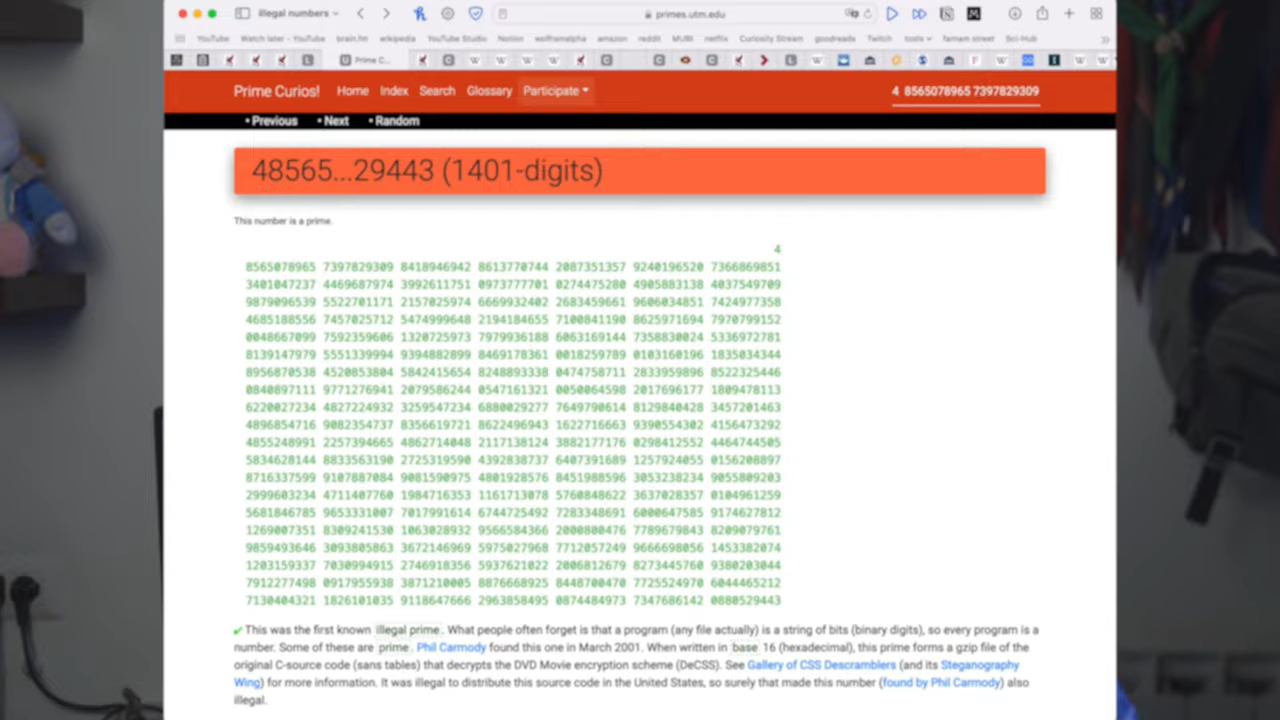 illegal numbers
primes.utm.edu
YouTube Watch later - YouTube brain.fm wikipedia YouTube Studio Notion wolframalpha amazon reddit MUBI netflix Curiosity Stream goodreads Twitch tools farnam street Sci-Hub
Prime C...
Prime Curios! Home Index Search Glossary Participate 4 8565078965 7397829309
• Previous • Next • Random
48565...29443 (1401-digits)
This number is a prime.
4
8565078965 7397829309 8418946942 8613770744 2087351357 9240196520 7366869851
3401047237 4469687974 3992611751 0973777701 0274475280 4905883138 4037549709
9879096539 5522701171 2157025974 6669932402 2683459661 9606034851 7424977358
4685188556 7457025712 5474999648 2194184655 7100841190 8625971694 7970799152
0048667099 7592359606 1320725973 7979936188 6063169144 7358830024 5336972781
8139147979 5551339994 9394882899 8469178361 0018259789 0103160196 1835034344
8956870538 4520853804 5842415654 8248893338 0474758711 2833959896 8522325446
0840897111 9771276941 2079586244 0547161321 0050064598 2017696177 1809478113
6220027234 4827224932 3259547234 6880029277 7649790614 8129840428 3457201463
4896854716 9082354737 8356619721 8622496943 1622716663 9390554302 4156473292
4855248991 2257394665 4862714048 2117138124 3882177176 0298412552 4464744505
5834628144 8833563190 2725319590 4392838737 6407391689 1257924055 0156208897
8716337599 9107887084 9081590975 4801928576 8451988596 3053238234 9055809203
2999603234 4711407760 1984716353 1161713078 5760848622 3637028357 0104961259
5681846785 9653331007 7017991614 6744725492 7283348691 6000647585 9174627812
1269007351 8309241530 1063028932 9566584366 2000800476 7789679843 8209079761
9859493646 3093805863 3672146969 5975027968 7712057249 9666698056 1453382074
1203159337 7030994915 2746918356 5937621022 2006812679 8273445760 9380203044
7912277498 0917955938 3871210005 8876668925 8448700470 7725524970 6044465212
7130404321 1826101035 9118647666 2963858495 0874484973 7347686142 0880529443
This was the first known illegal prime. What people often forget is that a program (any file actually) is a string of bits (binary digits), so every program is a
number. Some of these are prime. Phil Carmody found this one in March 2001. When written in base 16 (hexadecimal), this prime forms a gzip file of the
original C-source code (sans tables) that decrypts the DVD Movie encryption scheme (DeCSS). See Gallery of CSS Descramblers (and its Steganography
Wing) for more information. It was illegal to distribute this source code in the United States, so surely that made this number (found by Phil Carmody) also
illegal.